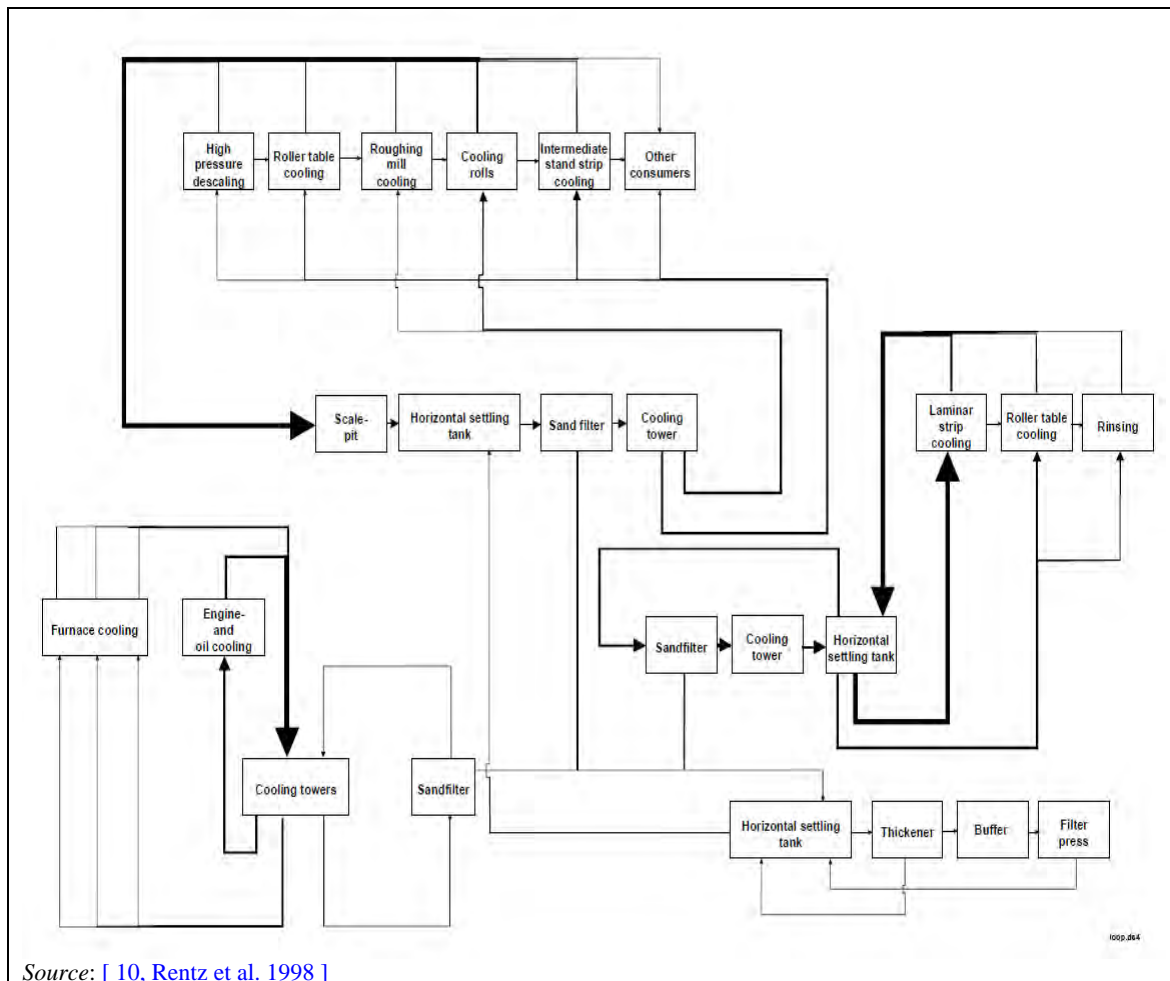 High
pressure
descaling
Roller table
cooling
Roughing
mill
cooling
Cooling
rolls
Intermediate
stand strip
cooling
Other
consumers
Scale-
pit
Horizontal settling
tank
Sand filter
Cooling
tower
Laminar
strip
cooling
Roller table
cooling
Rinsing
Furnace cooling
Engine-
and
oil cooling
Sandfilter
Cooling
tower
Horizontal
settling tank
Cooling towers
Sandfilter
Horizontal settling
tank
Thickener
Buffer
Filter
press
loop.ds4
Source: [ 10, Rentz et al. 1998 ]